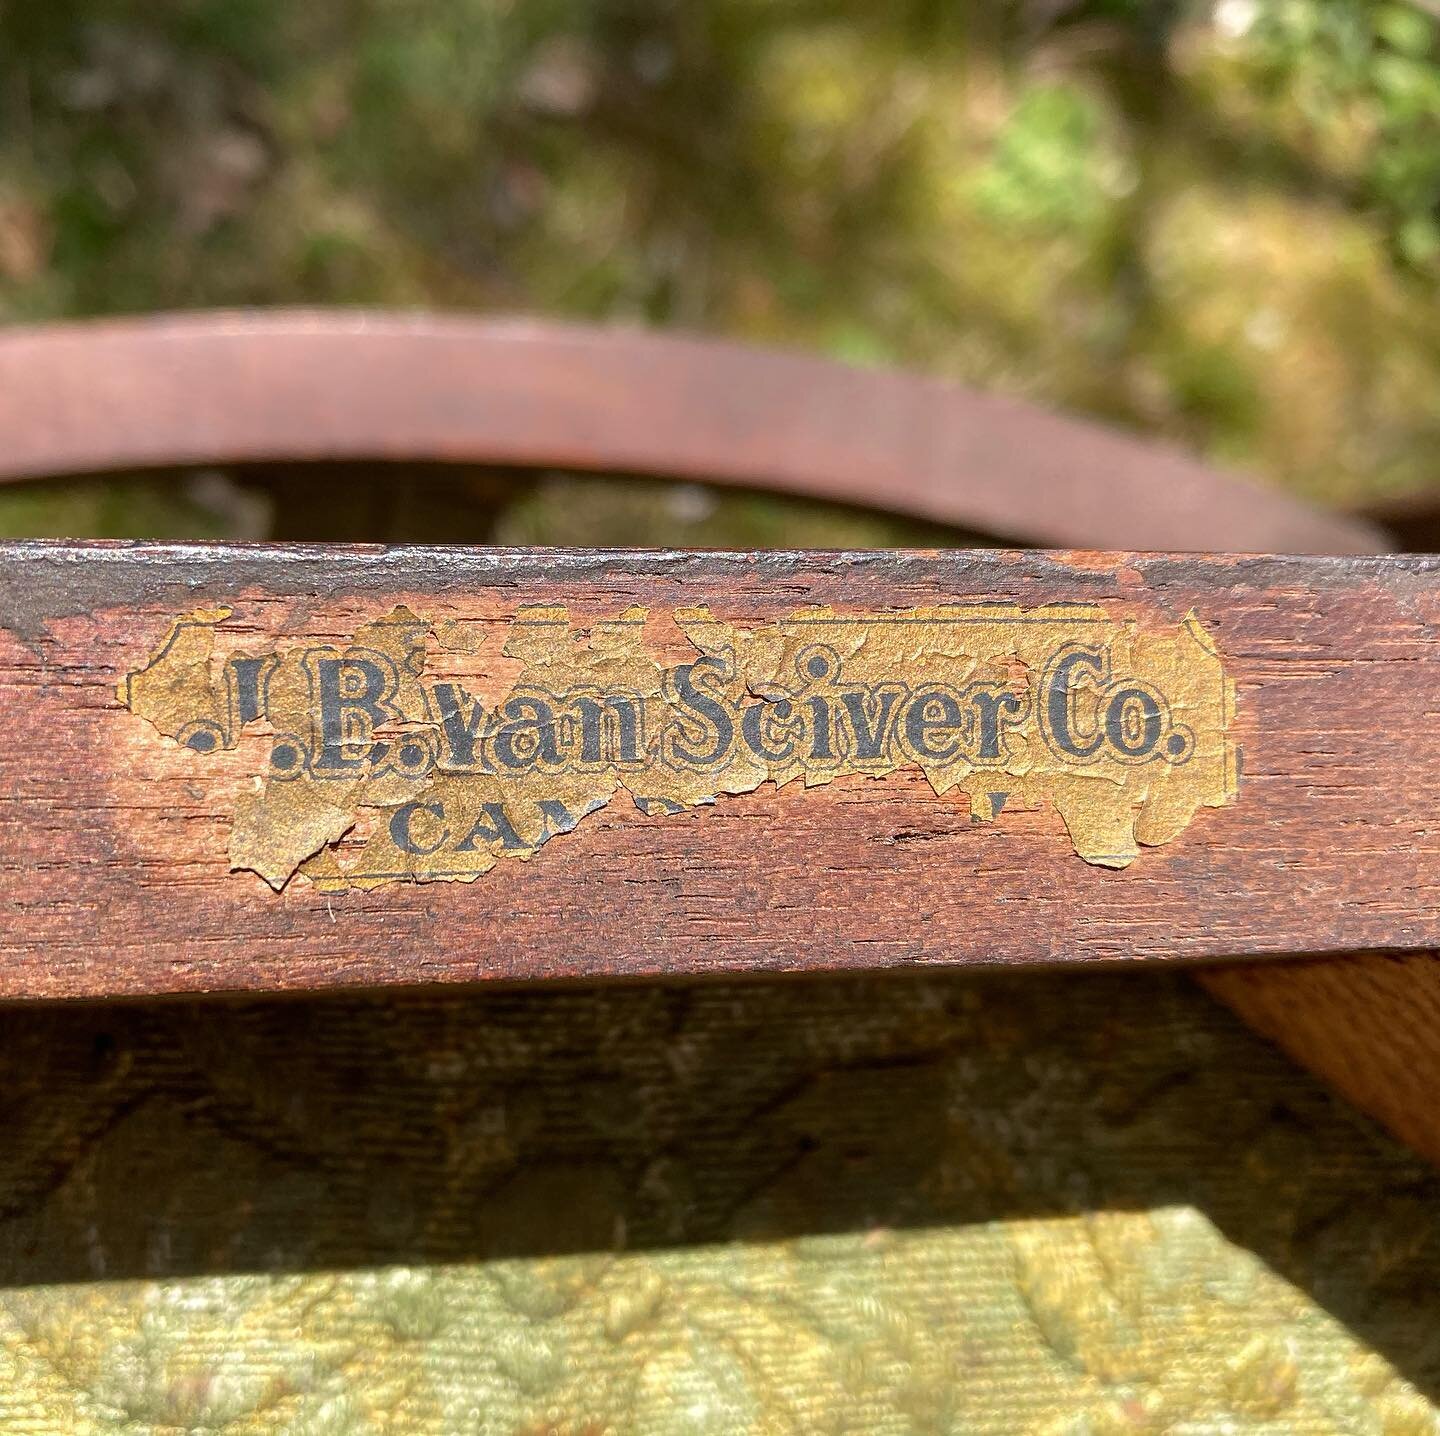 J. B. Van Sciver Co.
CAM